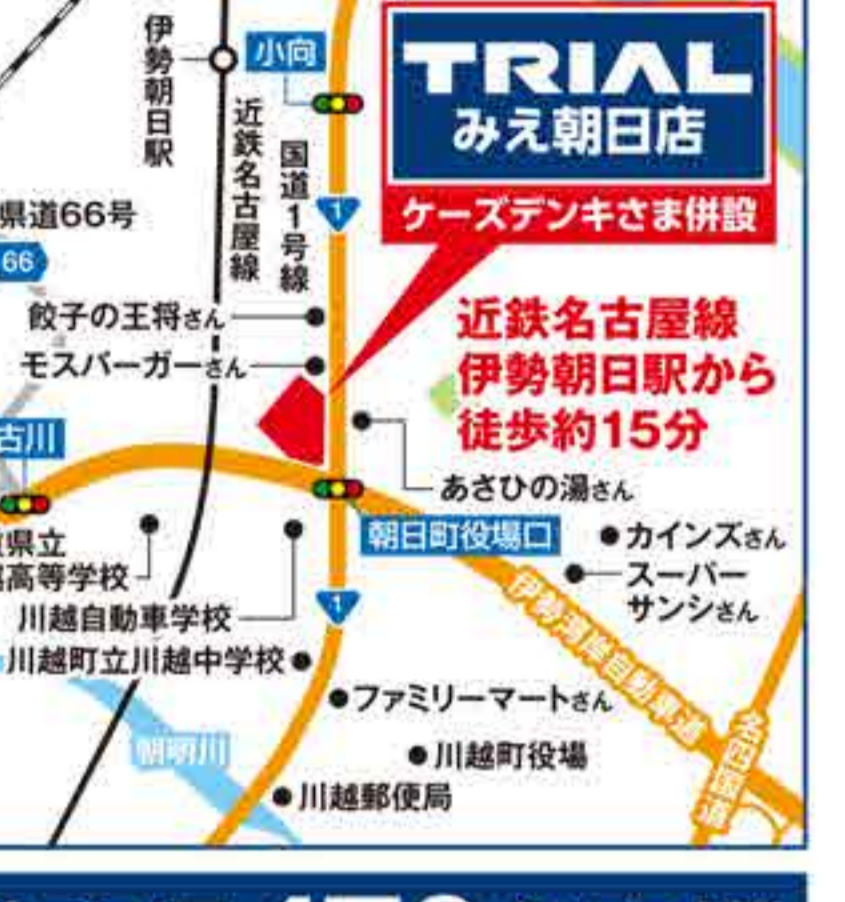 伊勢朝日駅
小向
TRIAL
みえ朝日店
ケーズデンキさま併設
近鉄名古屋線
国道1号線
1
県道66号
66
餃子の王将さん
モスバーガーさん
近鉄名古屋線
伊勢朝日駅から
徒歩約15分
古川
あさひの湯さん
朝日町役場口
カインズさん
スーパー
サンシさん
県立
高等学校
川越自動車学校
1
伊勢湾岸自動車道
川越町立川越中学校
ファミリーマートさん
名四国道
朝明川
川越町役場
川越郵便局